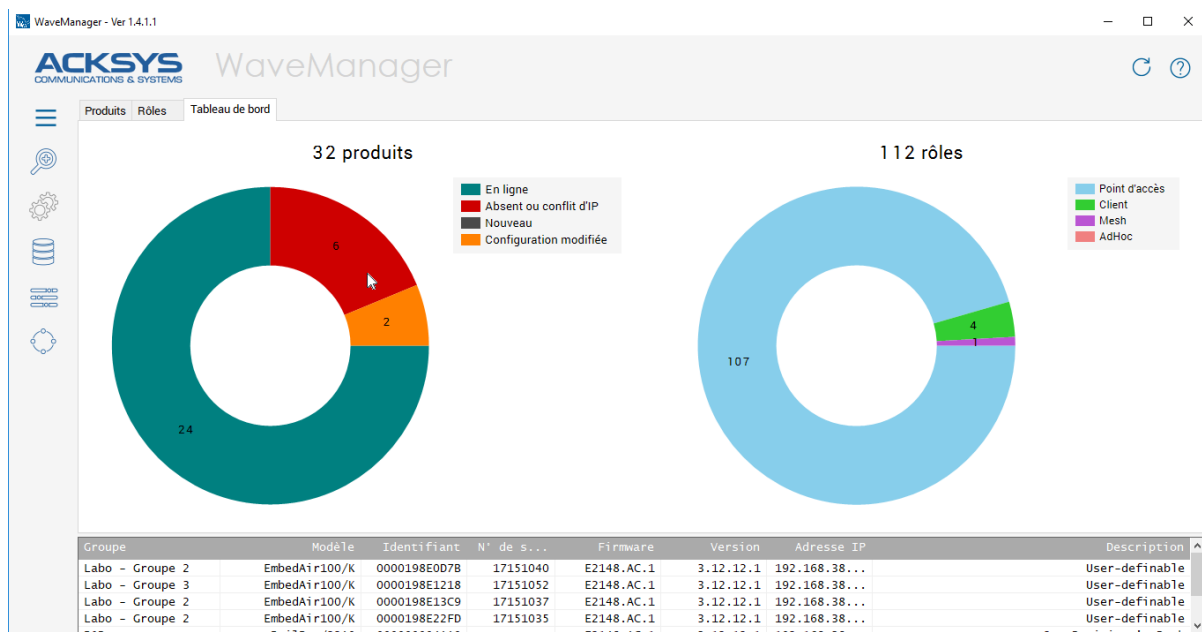 WaveManager - Ver 1.4.1.1
ACKSYS
COMMUNICATIONS & SYSTEMS
WaveManager
Produits Rôles Tableau de bord
32 produits
En ligne
Absent ou conflit d'IP
Nouveau
Configuration modifiée
6
2
24
112 rôles
Point d'accès
Client
Mesh
AdHoc
4
1
107
Groupe Modèle Identifiant N° de s... Firmware Version Adresse IP Description
Labo - Groupe 2 EmbedAir100/K 0000198E0D7B 17151040 E2148.AC.1 3.12.12.1 192.168.38... User-definable
Labo - Groupe 3 EmbedAir100/K 0000198E1218 17151052 E2148.AC.1 3.12.12.1 192.168.38... User-definable
Labo - Groupe 2 EmbedAir100/K 0000198E13C9 17151037 E2148.AC.1 3.12.12.1 192.168.38... User-definable
Labo - Groupe 2 EmbedAir100/K 0000198E22FD 17151035 E2148.AC.1 3.12.12.1 192.168.38... User-definable